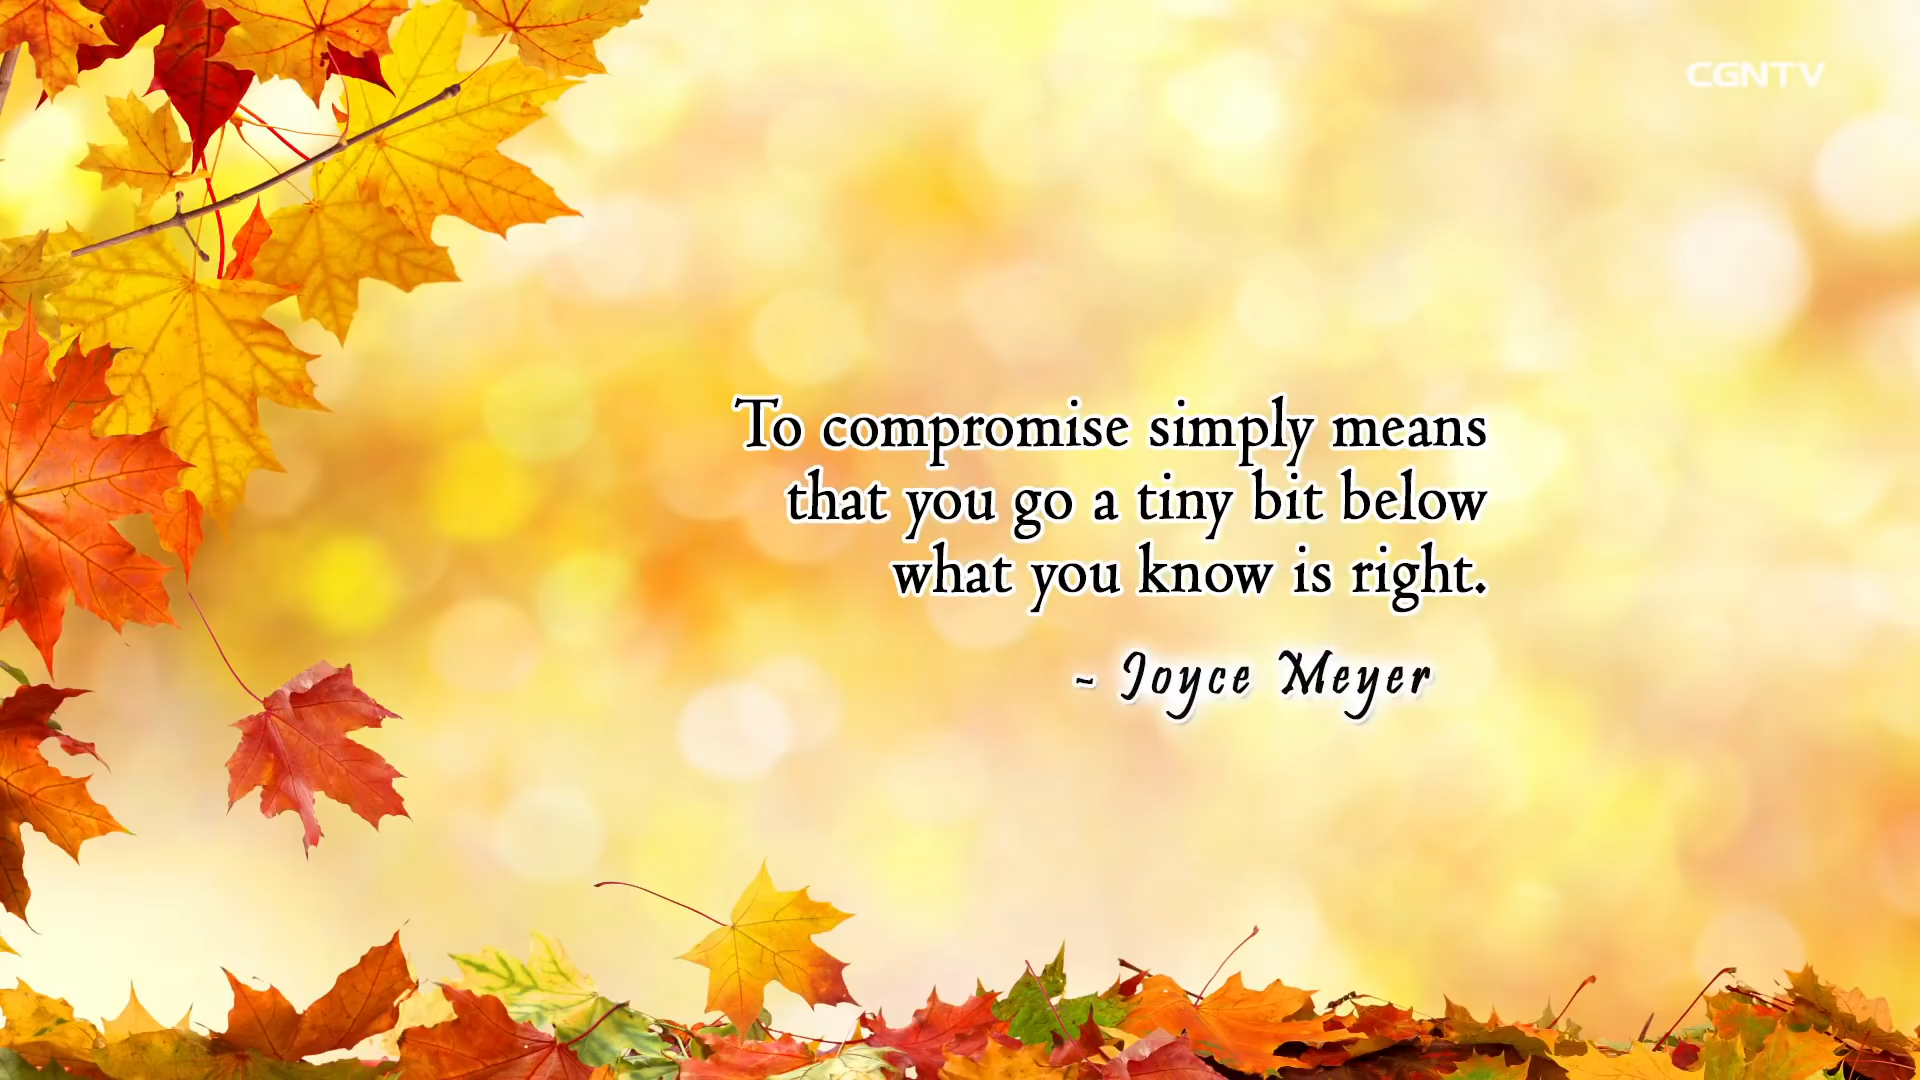 CGNTV
To compromise simply means
that you go a tiny bit below
what you know is right.
- Joyce Meyer